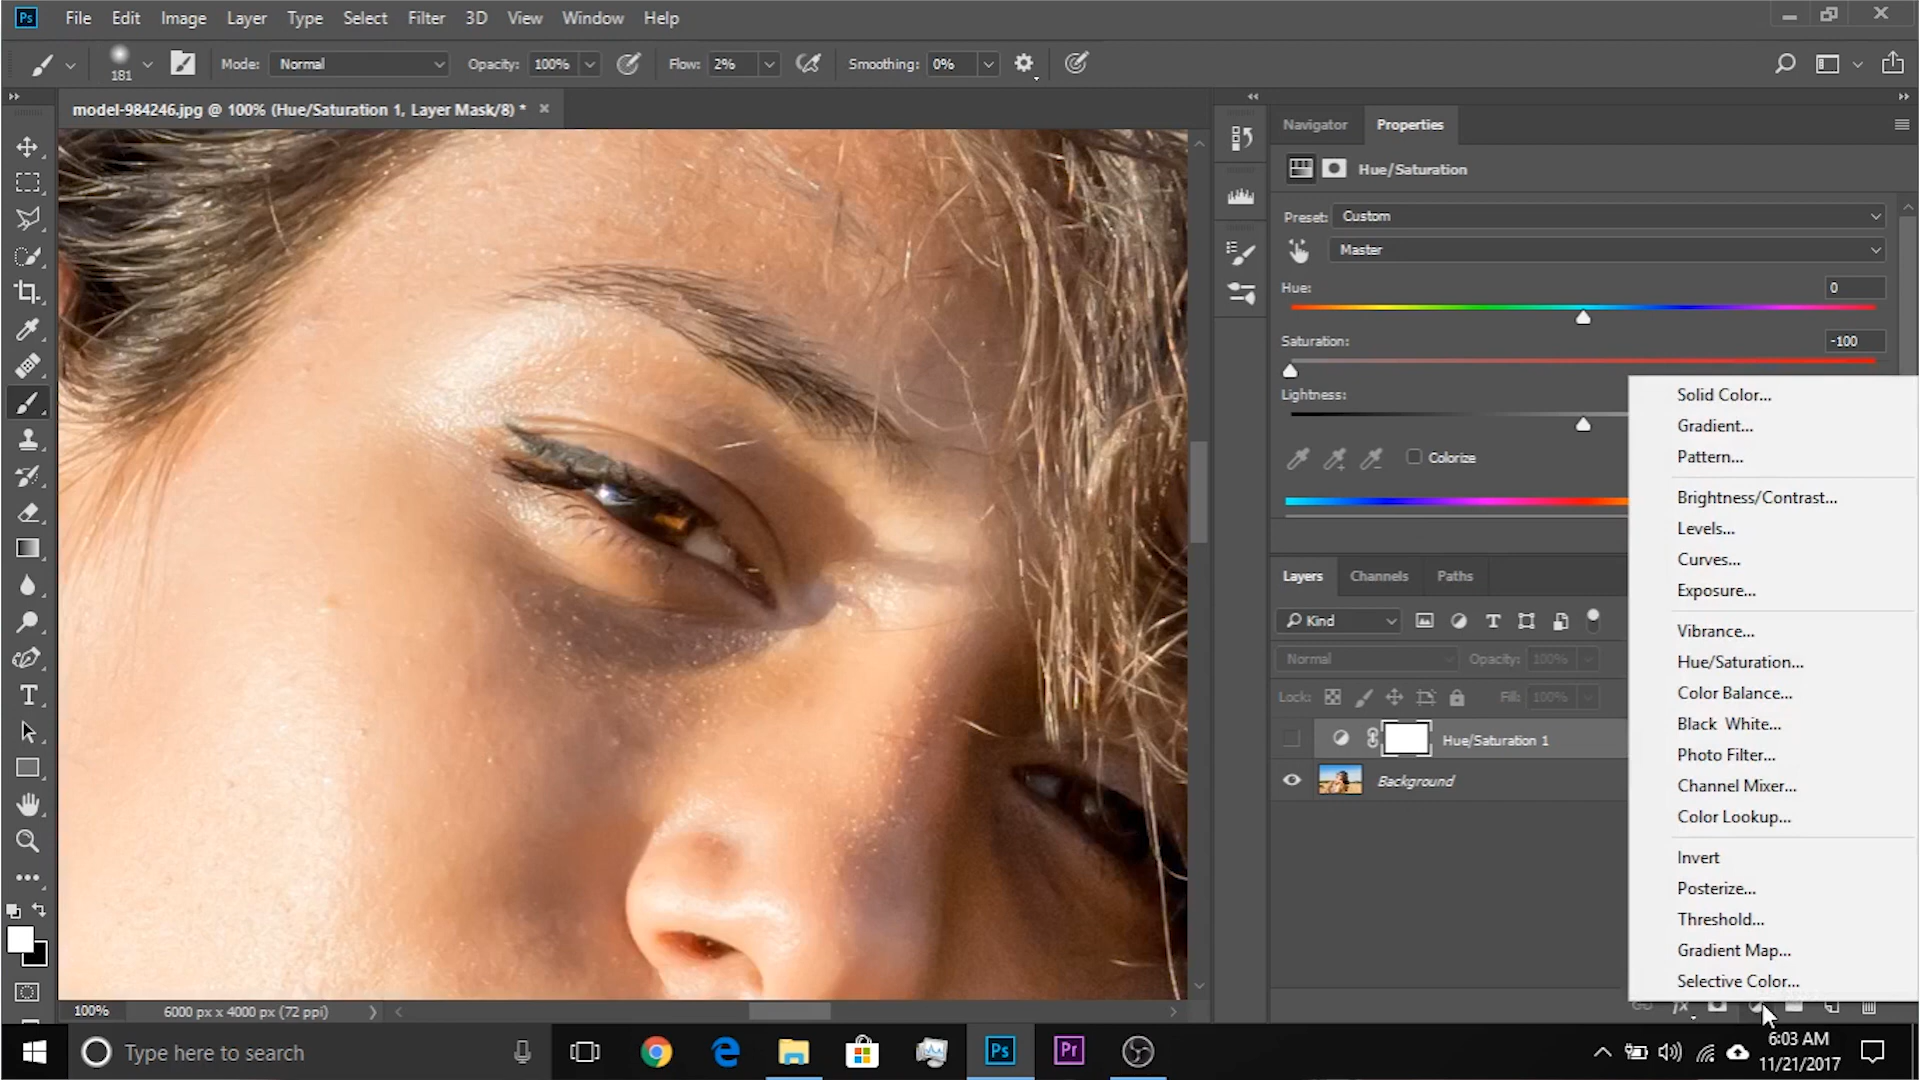 Ps File Edit Image Layer Type Select Filter 3D View Window Help
181 Mode: Normal Opacity: 100% Flow: 2% Smoothing: 0%
model-984246.jpg @ 100% (Hue/Saturation 1, Layer Mask/8) *
Navigator Properties
Hue/Saturation
Preset: Custom
Master
Hue: 0
Saturation: -100
Lightness:
Colorize
Solid Color...
Gradient...
Pattern...
Brightness/Contrast...
Levels...
Curves...
Exposure...
Vibrance...
Hue/Saturation...
Color Balance...
Black  White...
Photo Filter...
Channel Mixer...
Color Lookup...
Invert
Posterize...
Threshold...
Gradient Map...
Selective Color...
Layers Channels Paths
Kind
Normal Opacity: 100%
Lock: Fill: 100%
Hue/Saturation 1
Background
fx
100% 6000 px x 4000 px (72 ppi)
Type here to search
Ps Pr
6:03 AM
11/21/2017